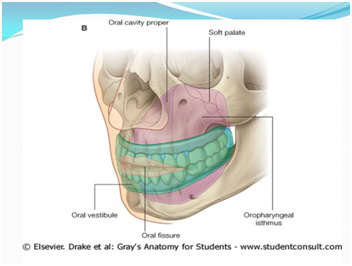 Oral cavity proper
B
Soft palate
Oral vestibule
Oral fissure
Oropharyngeal
isthmus
© Elsevier. Drake et al: Gray's Anatomy for Students - www.studentconsult.com